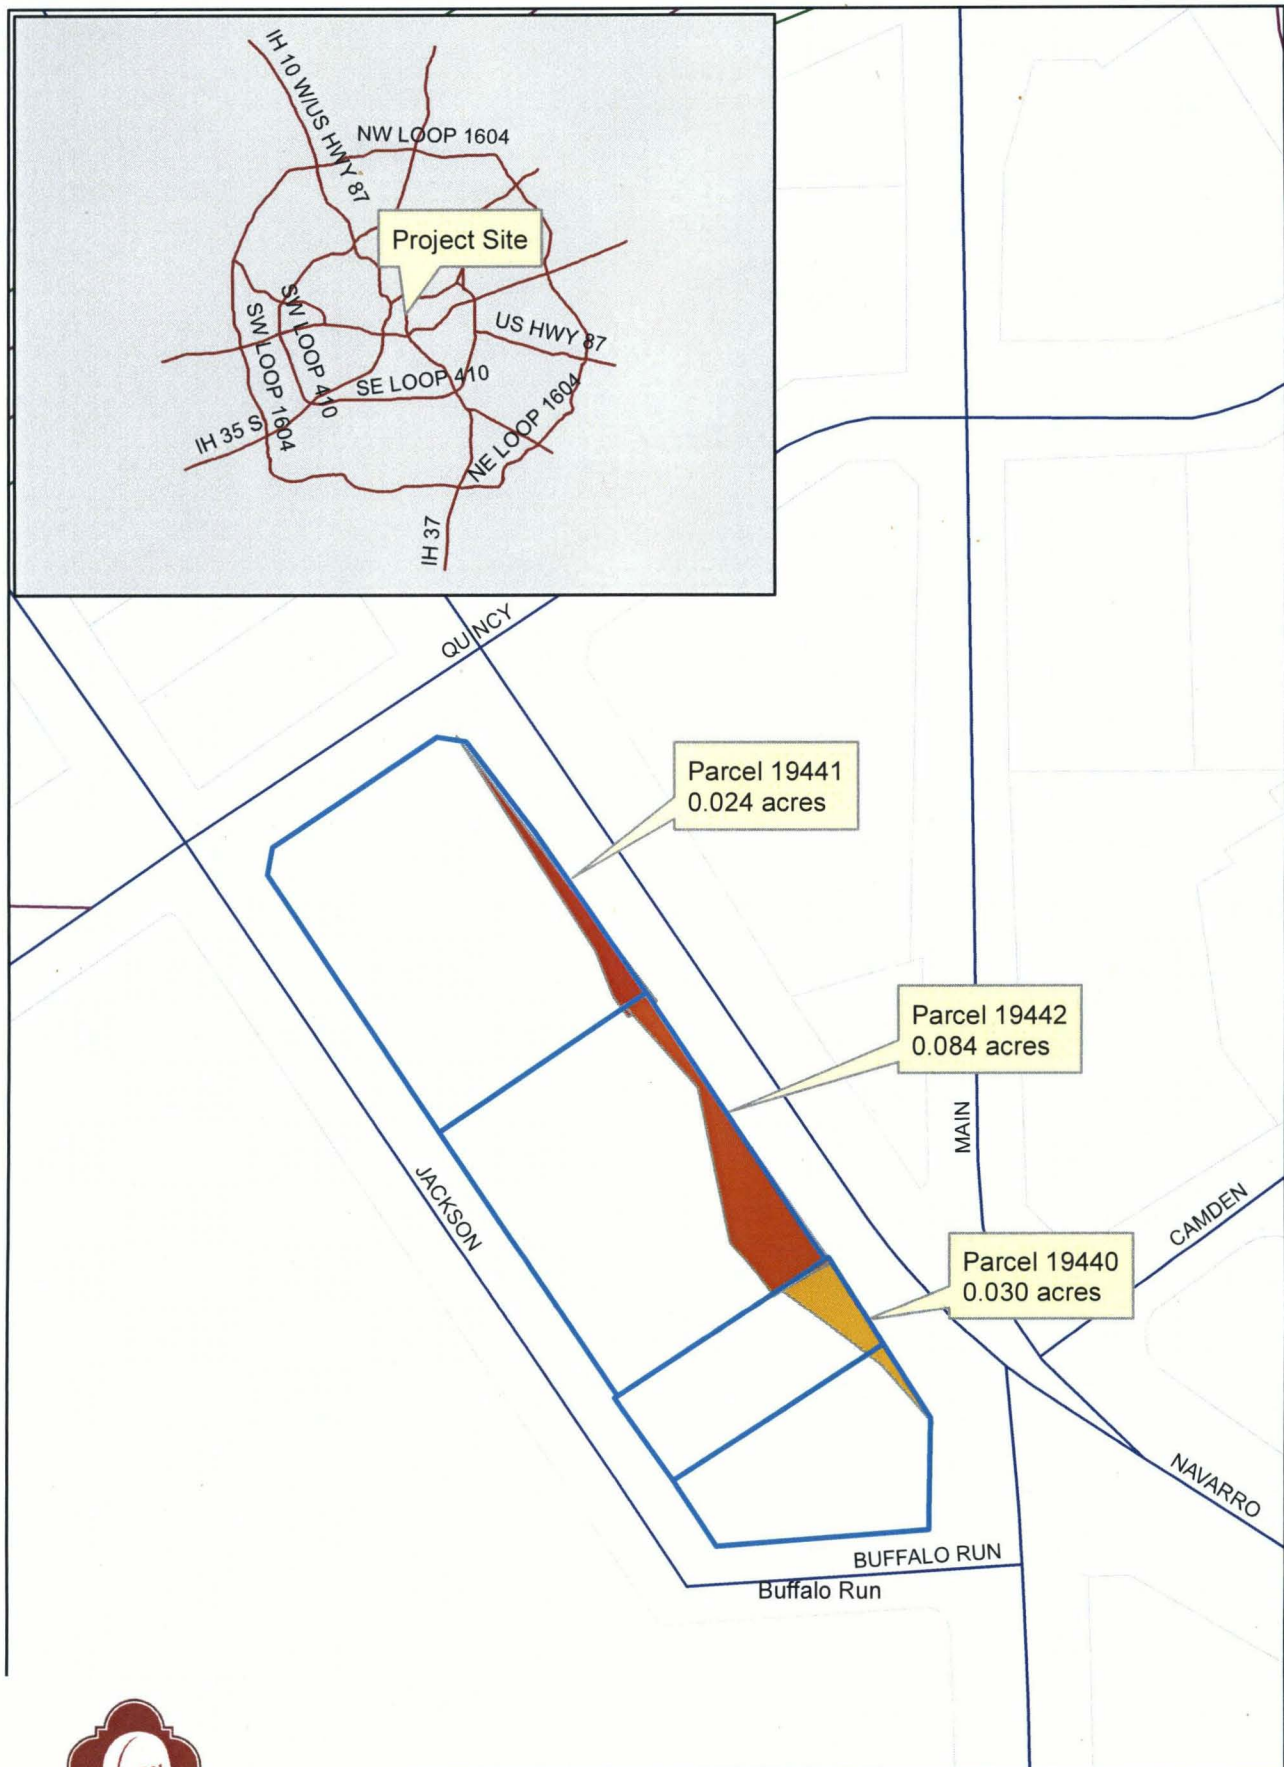 IH 10 W/US HWY 87
NW LOOP 1604
Project Site
SW LOOP 1604
SW LOOP 410
US HWY 87
SE LOOP 410
IH 35 S
NE LOOP 1604
IH 37
QUINCY
Parcel 19441
0.024 acres
Parcel 19442
0.084 acres
MAIN
JACKSON
CAMDEN
Parcel 19440
0.030 acres
NAVARRO
BUFFALO RUN
Buffalo Run